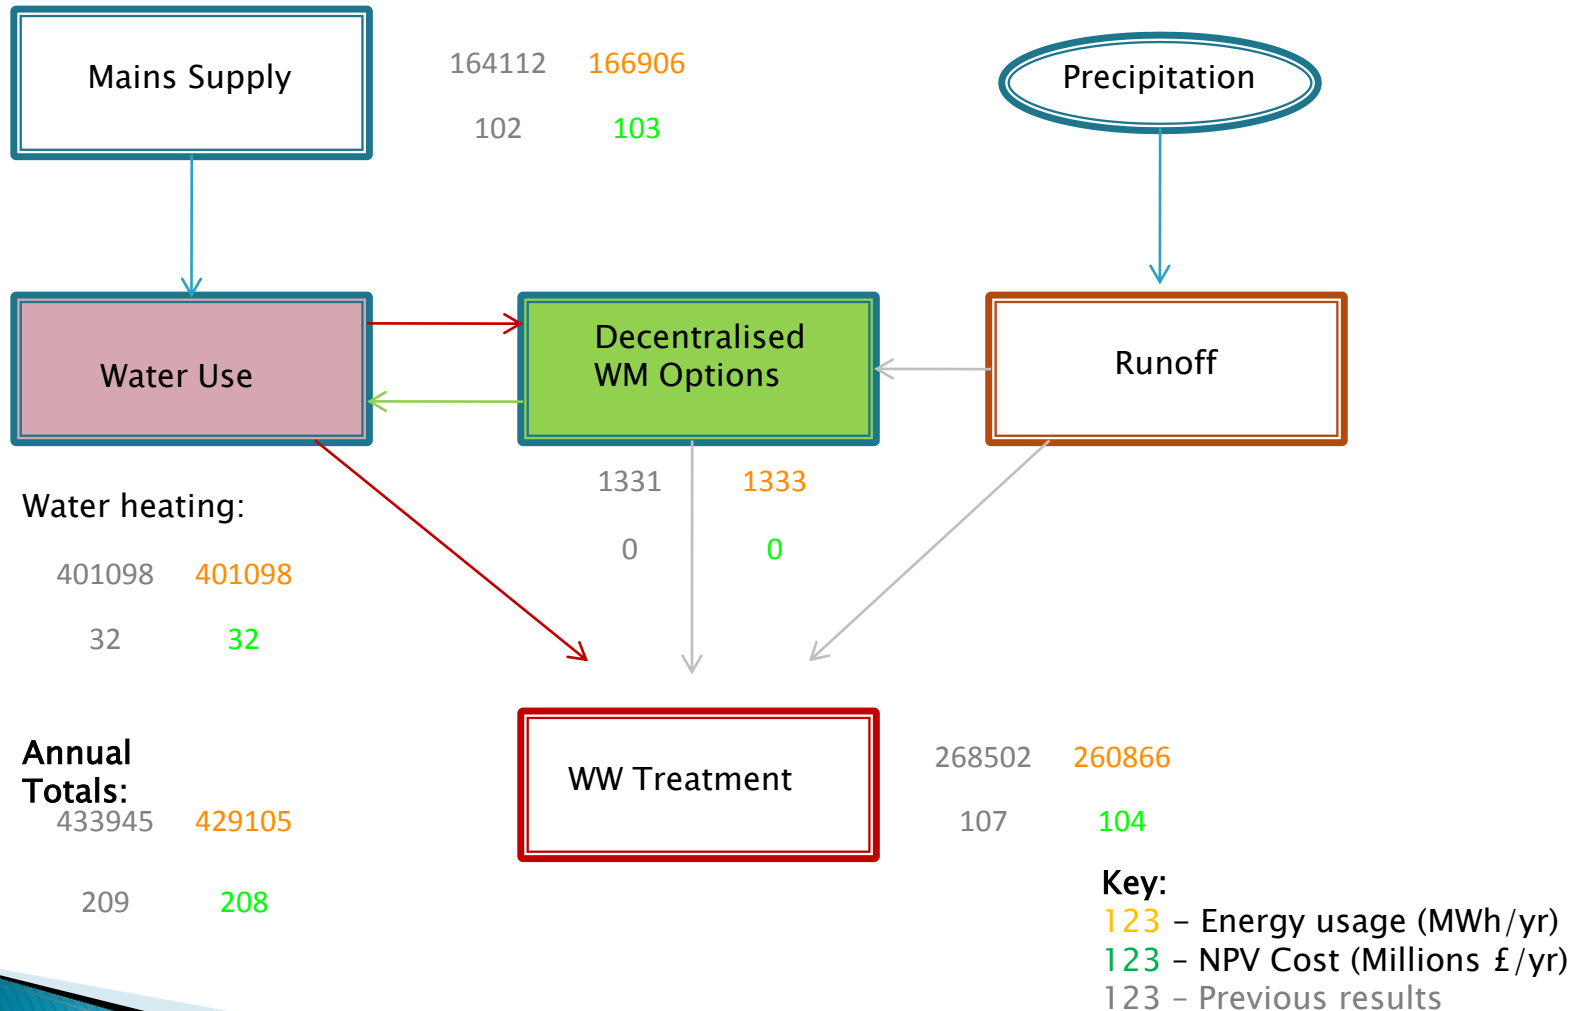 Mains Supply
164112 166906
102 103
Precipitation
Water Use
Decentralised
WM Options
Runoff
1331 1333
0 0
Water heating:
401098 401098
32 32
Annual
Totals:
433945 429105
209 208
WW Treatment
268502 260866
107 104
Key:
123 – Energy usage (MWh/yr)
123 – NPV Cost (Millions £/yr)
123 – Previous results